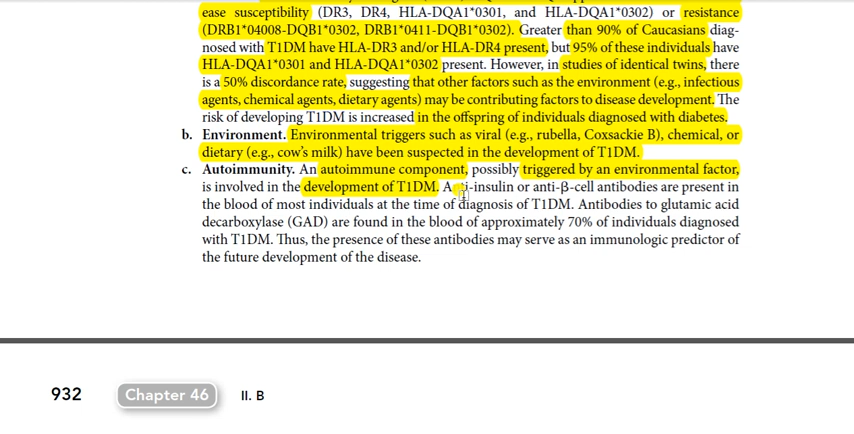 ease susceptibility (DR3, DR4, HLA-DQA1*0301, and HLA-DQA1*0302) or resistance
(DRB1*04008-DQB1*0302, DRB1*0411-DQB1*0302). Greater than 90% of Caucasians diag-
nosed with T1DM have HLA-DR3 and/or HLA-DR4 present, but 95% of these individuals have
HLA-DQA1*0301 and HLA-DQA1*0302 present. However, in studies of identical twins, there
is a 50% discordance rate, suggesting that other factors such as the environment (e.g., infectious
agents, chemical agents, dietary agents) may be contributing factors to disease development. The
risk of developing T1DM is increased in the offspring of individuals diagnosed with diabetes.
b. Environment. Environmental triggers such as viral (e.g., rubella, Coxsackie B), chemical, or
dietary (e.g., cow's milk) have been suspected in the development of T1DM.
c. Autoimmunity. An autoimmune component, possibly triggered by an environmental factor,
is involved in the development of T1DM. Anti-insulin or anti-β-cell antibodies are present in
the blood of most individuals at the time of diagnosis of T1DM. Antibodies to glutamic acid
decarboxylase (GAD) are found in the blood of approximately 70% of individuals diagnosed
with T1DM. Thus, the presence of these antibodies may serve as an immunologic predictor of
the future development of the disease.
932 Chapter 46 II. B